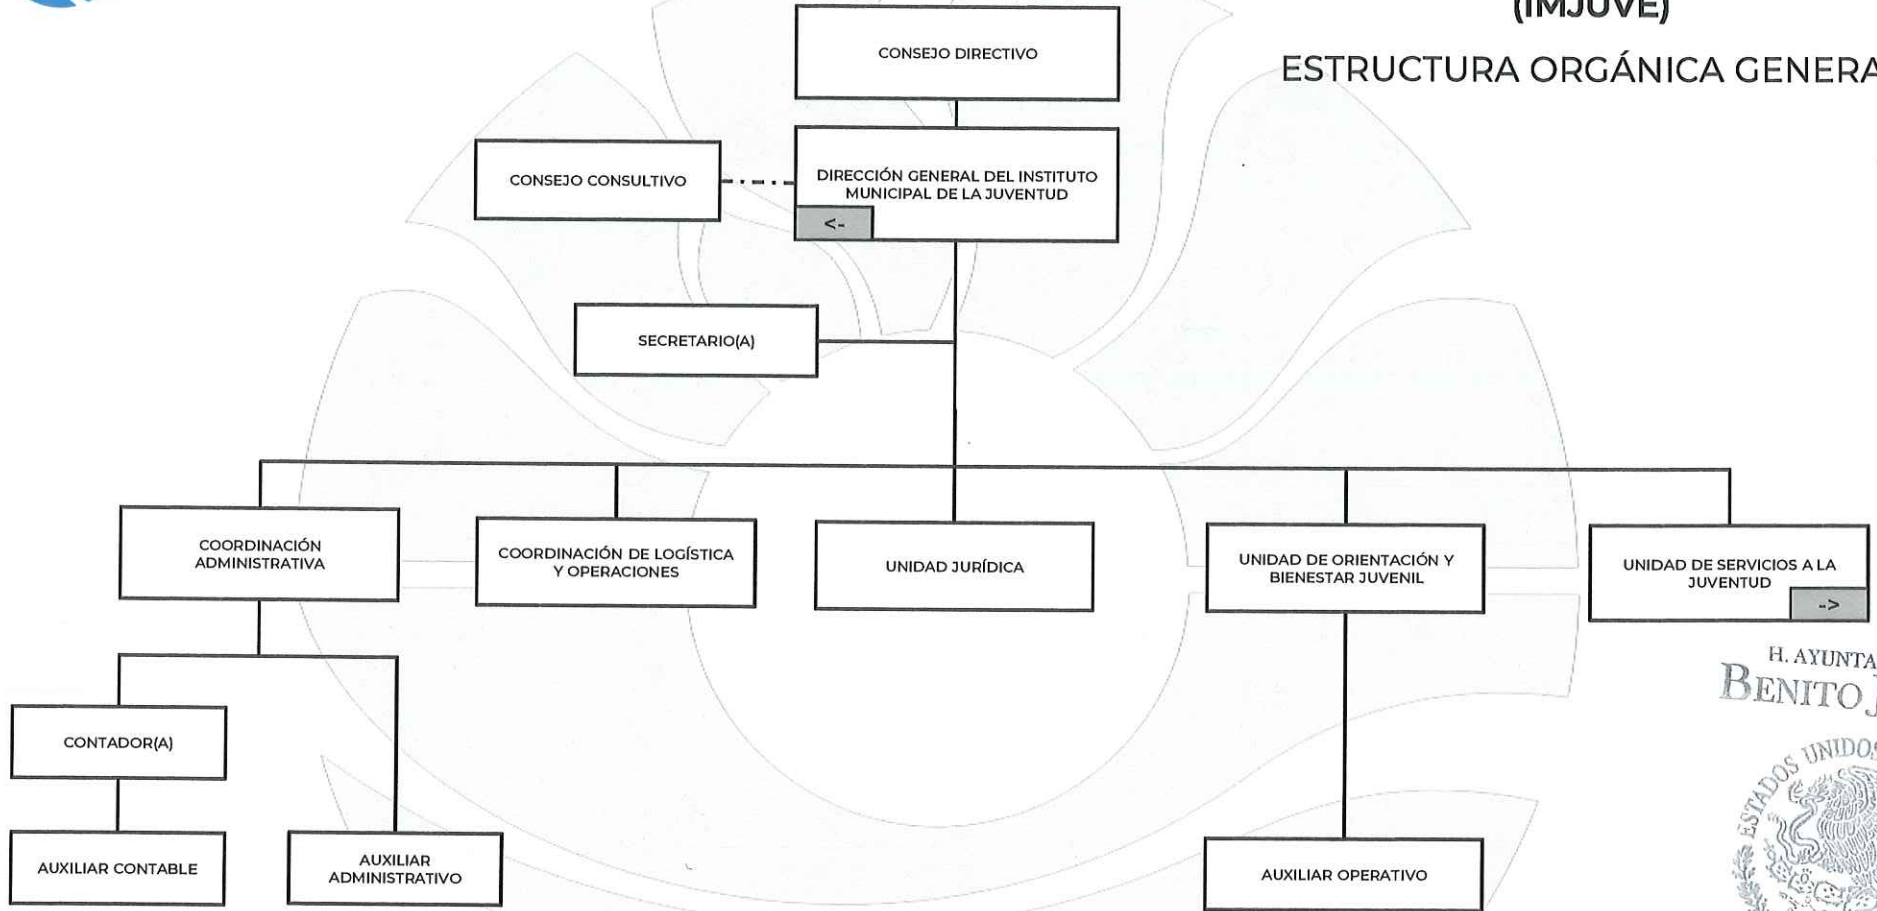 (IMJUVE)
ESTRUCTURA ORGÁNICA GENERA
CONSEJO DIRECTIVO
CONSEJO CONSULTIVO
DIRECCIÓN GENERAL DEL INSTITUTO
MUNICIPAL DE LA JUVENTUD
<-
SECRETARIO(A)
COORDINACIÓN
ADMINISTRATIVA
COORDINACIÓN DE LOGÍSTICA
Y OPERACIONES
UNIDAD JURÍDICA
UNIDAD DE ORIENTACIÓN Y
BIENESTAR JUVENIL
UNIDAD DE SERVICIOS A LA
JUVENTUD
->
CONTADOR(A)
AUXILIAR CONTABLE
AUXILIAR
ADMINISTRATIVO
AUXILIAR OPERATIVO
H. AYUNTA
BENITO J
ESTADOS UNIDOS